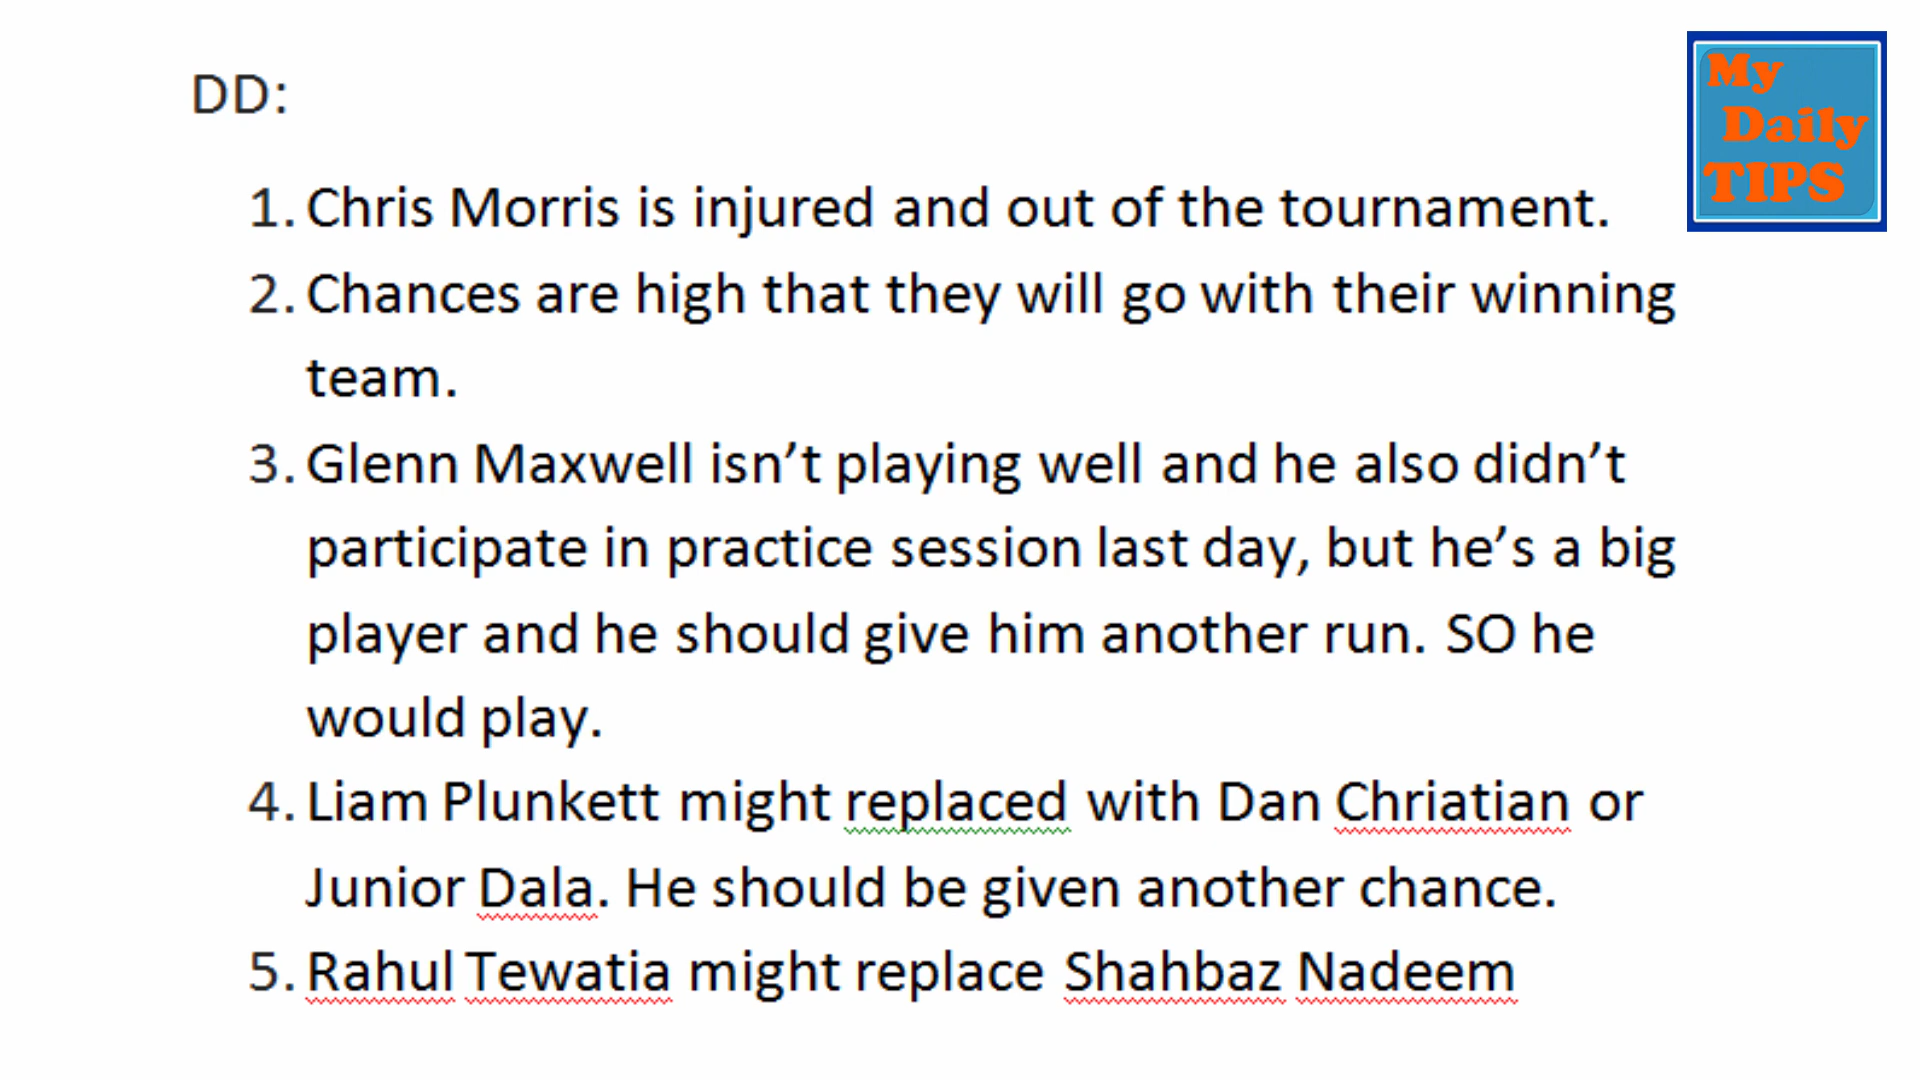 DD:
My
Daily
TIPS
1. Chris Morris is injured and out of the tournament.
2. Chances are high that they will go with their winning
team.
3. Glenn Maxwell isn’t playing well and he also didn’t
participate in practice session last day, but he’s a big
player and he should give him another run. SO he
would play.
4. Liam Plunkett might replaced with Dan Chriatian or
Junior Dala. He should be given another chance.
5. Rahul Tewatia might replace Shahbaz Nadeem